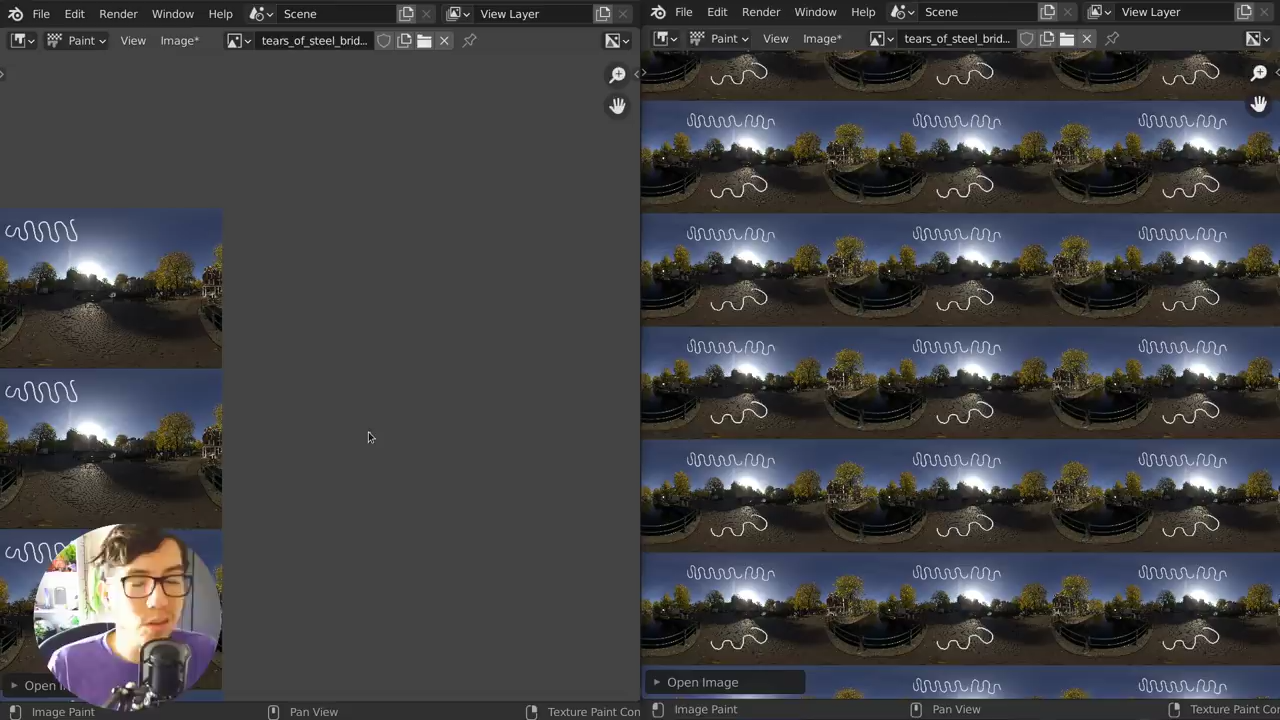 File Edit Render Window Help Scene View Layer
Paint View Image* tears_of_steel_brid...
Open
Image Paint Pan View Texture Paint Con
File Edit Render Window Help Scene View Layer
Paint View Image* tears_of_steel_brid...
Open Image
Image Paint Pan View Texture Paint Co